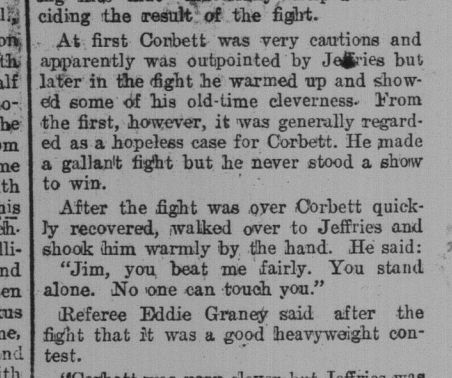 ciding the result of the fight.
At first Corbett was very cautions and
apparently was outpointed by Jeffries but
later in the fight he warmed up and show-
ed some of his old-time cleverness. From
the first, however, it was generally regard-
ed as a hopeless case for Corbett. He made
a gallant fight but he never stood a show
to win.
After the fight was over Corbett quick-
ly recovered, walked over to Jeffries and
shook him warmly by the hand. He said:
"Jim, you beat me fairly. You stand
alone. No one can touch you."
Referee Eddie Graney said after the
fight that it was a good heavyweight con-
test.